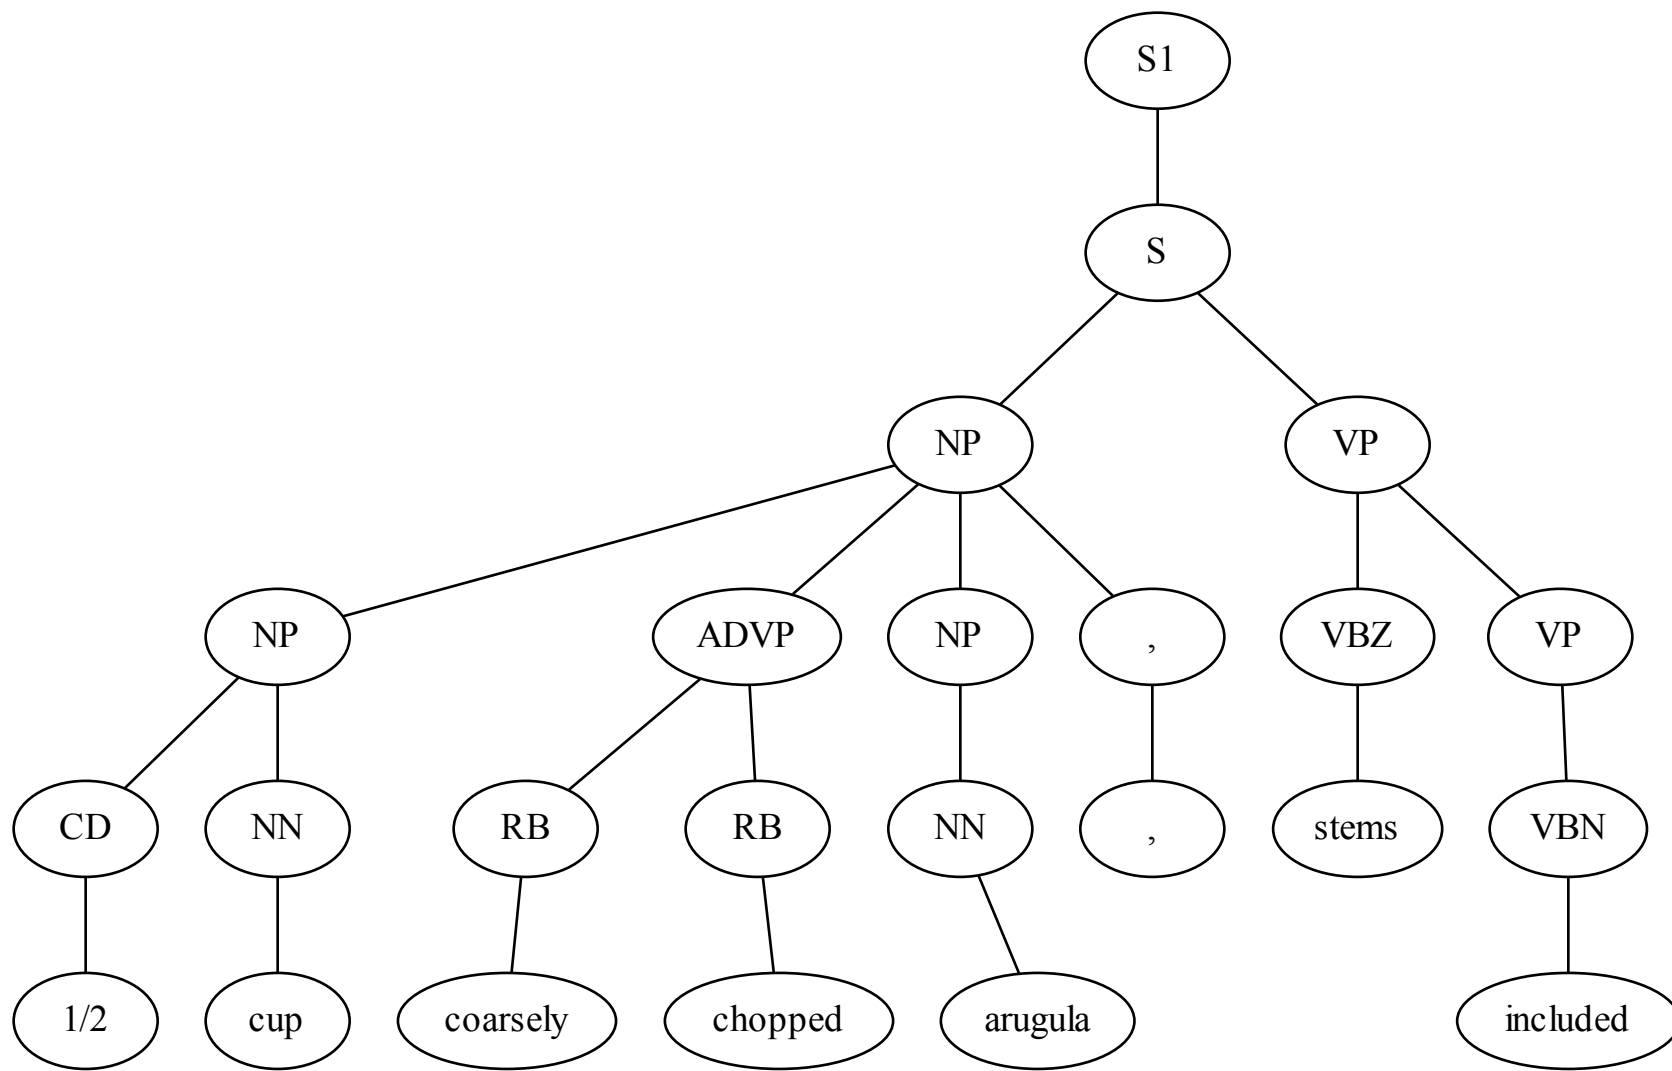 S1
S
NP VP
NP ADVP NP , VBZ VP
CD NN RB RB NN , stems VBN
1/2 cup coarsely chopped arugula included